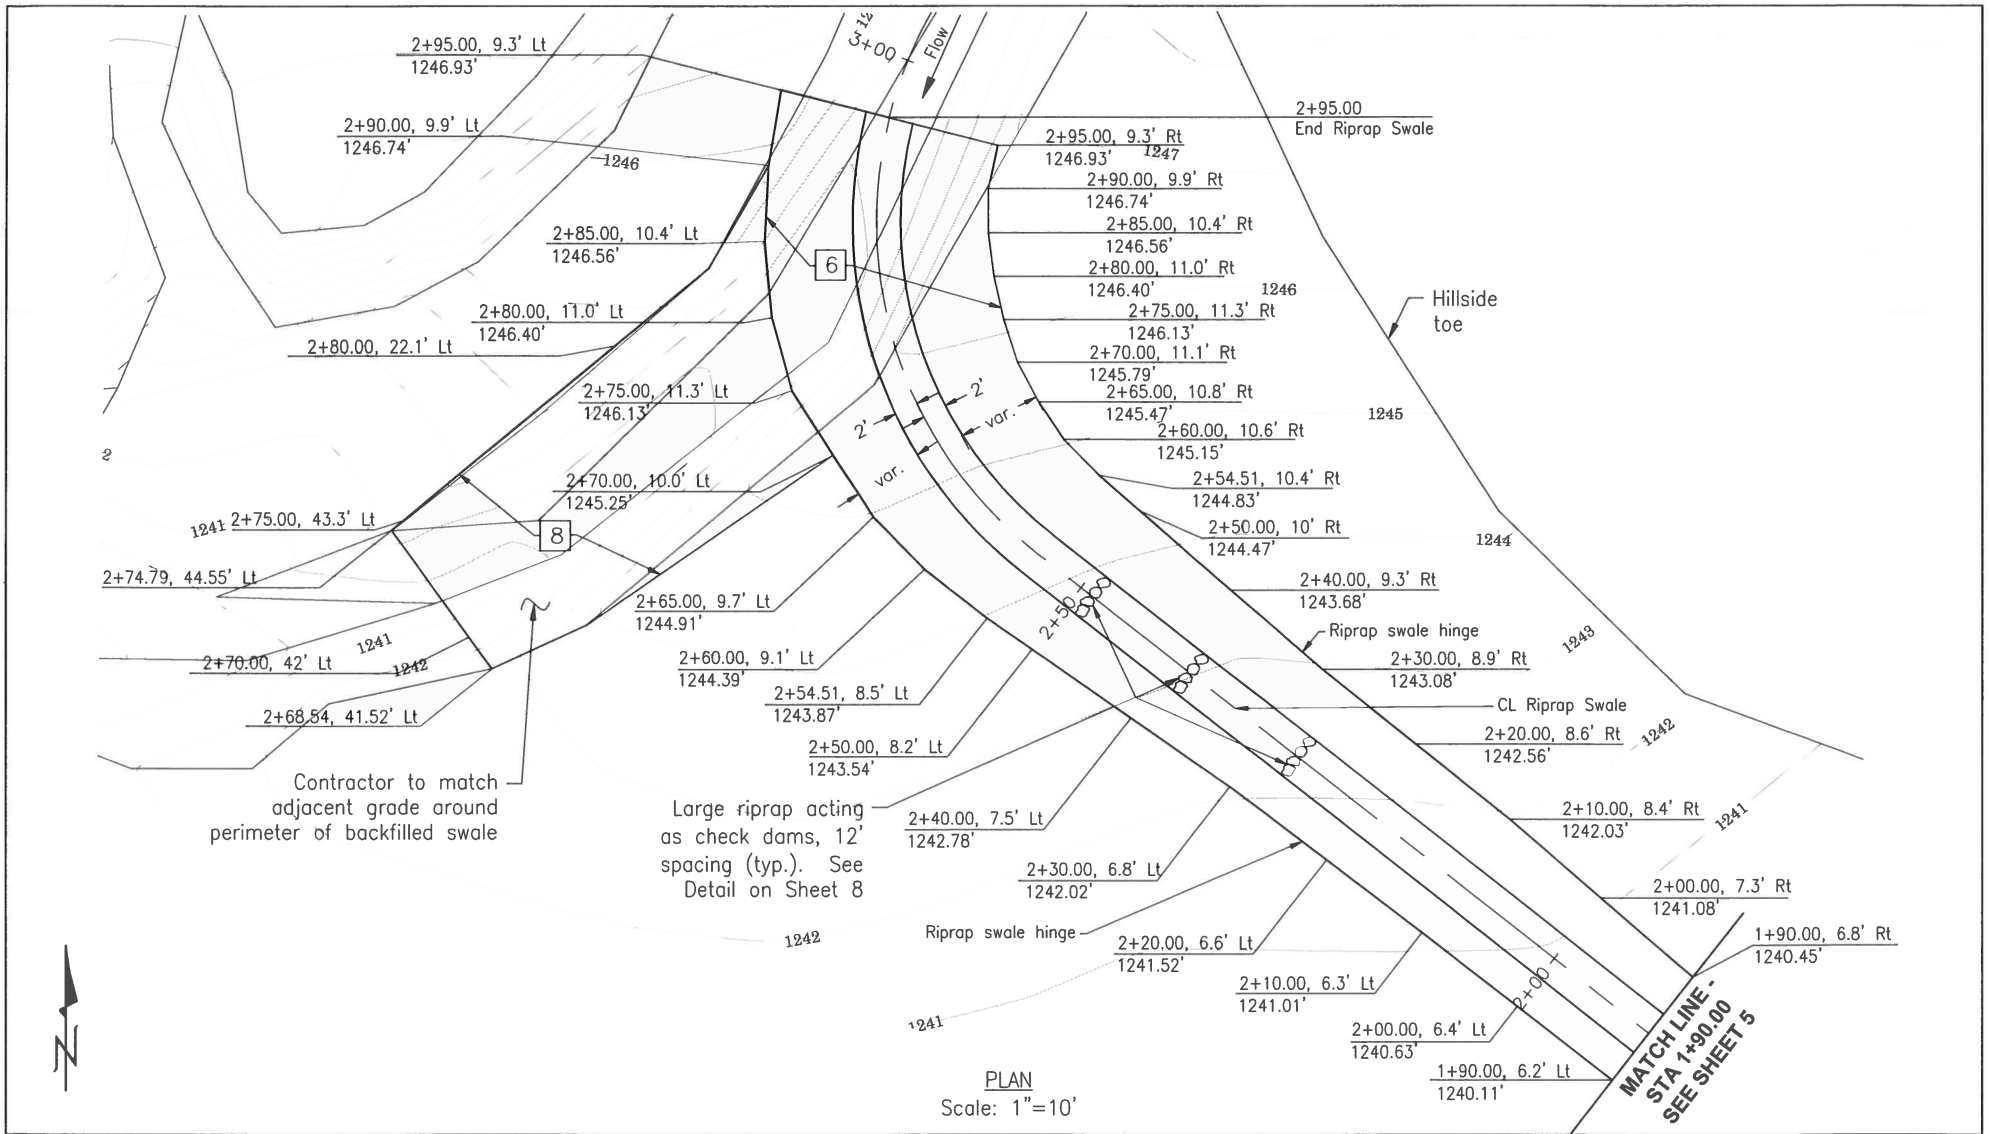 3+00
Flow
2+95.00, 9.3' Lt
1246.93'
2+95.00
End Riprap Swale
2+90.00, 9.9' Lt
1246.74'
1246
2+95.00, 9.3' Rt
1246.93'
1247
2+90.00, 9.9' Rt
1246.74'
2+85.00, 10.4' Lt
1246.56'
2+85.00, 10.4' Rt
1246.56'
6
2+80.00, 11.0' Rt
1246.40'
1246
Hillside
toe
2+80.00, 11.0' Lt
1246.40'
2+75.00, 11.3' Rt
1246.13'
2+80.00, 22.1' Lt
2+70.00, 11.1' Rt
1245.79'
2+75.00, 11.3' Lt
1246.13'
2'
2'
var.
2+65.00, 10.8' Rt
1245.47'
1245
2+60.00, 10.6' Rt
1245.15'
2
var.
2+70.00, 10.0' Lt
1245.25'
2+54.51, 10.4' Rt
1244.83'
1241
2+75.00, 43.3' Lt
8
2+50.00, 10' Rt
1244.47'
1244
2+74.79, 44.55' Lt
2+40.00, 9.3' Rt
1243.68'
2+65.00, 9.7' Lt
1244.91'
2+50
Riprap swale hinge
1243
1241
1242
2+70.00, 42' Lt
2+60.00, 9.1' Lt
1244.39'
2+30.00, 8.9' Rt
1243.08'
2+54.51, 8.5' Lt
1243.87'
CL Riprap Swale
2+68.54, 41.52' Lt
2+20.00, 8.6' Rt
1242.56'
1242
2+50.00, 8.2' Lt
1243.54'
Contractor to match
adjacent grade around
perimeter of backfilled swale
Large riprap acting
as check dams, 12'
spacing (typ.). See
Detail on Sheet 8
2+40.00, 7.5' Lt
1242.78'
2+10.00, 8.4' Rt
1242.03'
1241
2+30.00, 6.8' Lt
1242.02'
2+00.00, 7.3' Rt
1241.08'
1242
Riprap swale hinge
2+20.00, 6.6' Lt
1241.52'
1+90.00, 6.8' Rt
1240.45'
2+10.00, 6.3' Lt
1241.01'
2+00
1241
2+00.00, 6.4' Lt
1240.63'
1+90.00, 6.2' Lt
1240.11'
MATCH LINE -
STA 1+90.00
SEE SHEET 5
N
PLAN
Scale: 1"=10'